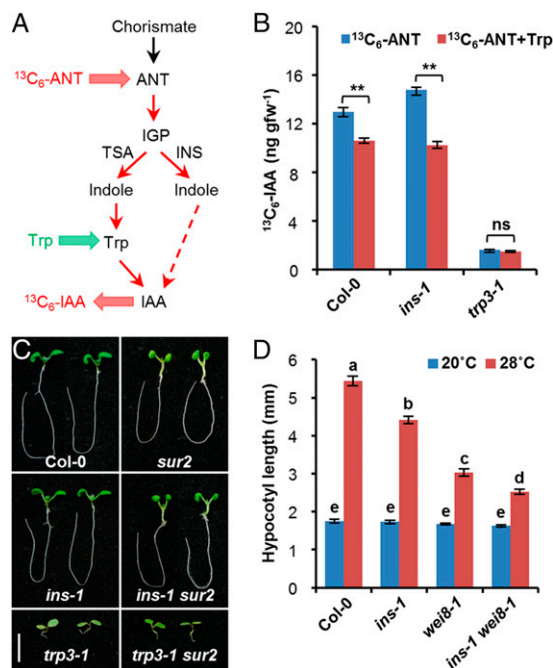 A
Chorismate
¹³C₆-ANT
ANT
IGP
TSA INS
Indole Indole
Trp
Trp
¹³C₆-IAA
IAA
B
¹³C₆-ANT ¹³C₆-ANT+Trp
¹³C₆-IAA (ng gfw⁻¹)
20
16
12
8
4
0
**
**
ns
Col-0
ins-1
trp3-1
C
Col-0
sur2
ins-1
ins-1 sur2
trp3-1
trp3-1 sur2
D
20˚C 28˚C
Hypocotyl length (mm)
6
5
4
3
2
1
0
e a
e b
e c
e d
Col-0
ins-1
wei8-1
ins-1 wei8-1